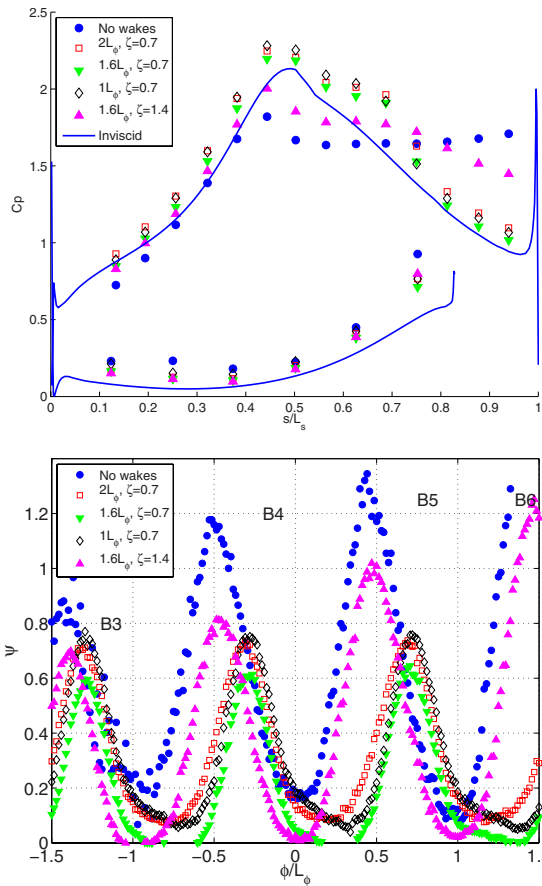 2.5
2
1.5
1
0.5
0
Cp
0 0.1 0.2 0.3 0.4 0.5 0.6 0.7 0.8 0.9 1
s/Lₛ
No wakes
2L_ϕ, ζ=0.7
1.6L_ϕ, ζ=0.7
1L_ϕ, ζ=0.7
1.6L_ϕ, ζ=1.4
Inviscid
1.2
1
0.8
0.6
0.4
0.2
0
ψ
−1.5 −1 −0.5 0 0.5 1 1.5
ϕ/L_ϕ
No wakes
2L_ϕ, ζ=0.7
1.6L_ϕ, ζ=0.7
1L_ϕ, ζ=0.7
1.6L_ϕ, ζ=1.4
B3
B4
B5
B6